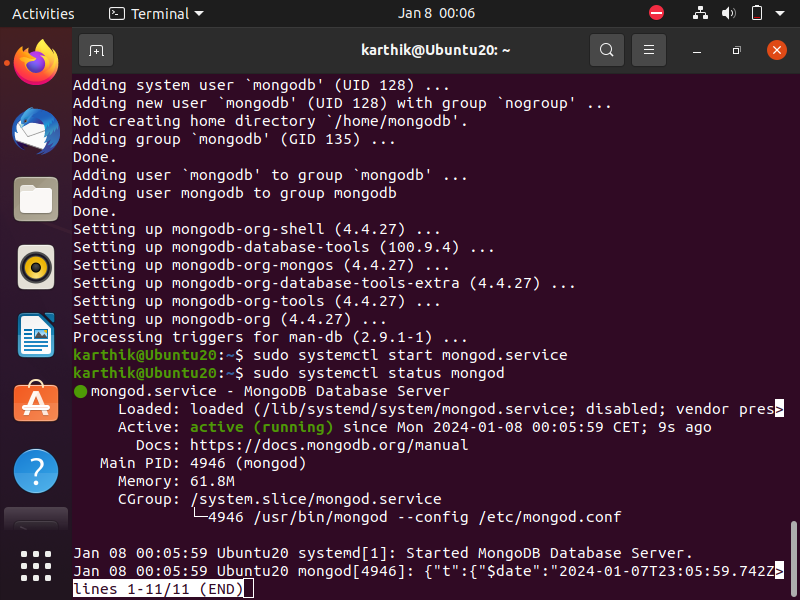 Activities Terminal Jan 8 00:06
karthik@Ubuntu20: ~
Adding system user `mongodb' (UID 128) ...
Adding new user `mongodb' (UID 128) with group `nogroup' ...
Not creating home directory `/home/mongodb'.
Adding group `mongodb' (GID 135) ...
Done.
Adding user `mongodb' to group `mongodb' ...
Adding user mongodb to group mongodb
Done.
Setting up mongodb-org-shell (4.4.27) ...
Setting up mongodb-database-tools (100.9.4) ...
Setting up mongodb-org-mongos (4.4.27) ...
Setting up mongodb-org-database-tools-extra (4.4.27) ...
Setting up mongodb-org-tools (4.4.27) ...
Setting up mongodb-org (4.4.27) ...
Processing triggers for man-db (2.9.1-1) ...
karthik@Ubuntu20:~$ sudo systemctl start mongod.service
karthik@Ubuntu20:~$ sudo systemctl status mongod
● mongod.service - MongoDB Database Server
Loaded: loaded (/lib/systemd/system/mongod.service; disabled; vendor pres>
Active: active (running) since Mon 2024-01-08 00:05:59 CET; 9s ago
Docs: https://docs.mongodb.org/manual
Main PID: 4946 (mongod)
Memory: 61.8M
CGroup: /system.slice/mongod.service
└─4946 /usr/bin/mongod --config /etc/mongod.conf
Jan 08 00:05:59 Ubuntu20 systemd[1]: Started MongoDB Database Server.
Jan 08 00:05:59 Ubuntu20 mongod[4946]: {"t":{"$date":"2024-01-07T23:05:59.742Z>
lines 1-11/11 (END)